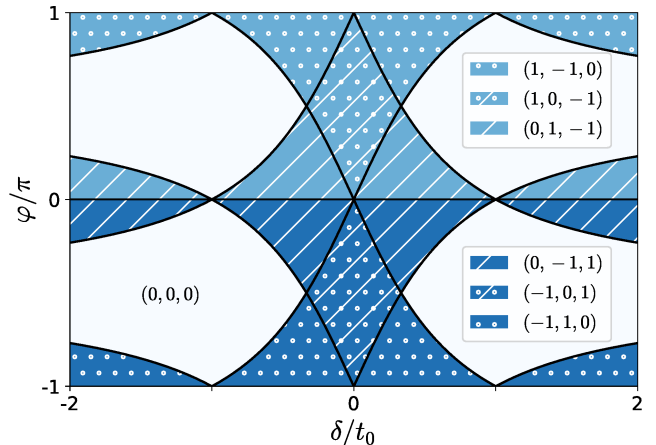 1
0
-1
φ/π
(1, −1, 0)
(1, 0, −1)
(0, 1, −1)
(0, −1, 1)
(−1, 0, 1)
(−1, 1, 0)
(0, 0, 0)
-2 0 2
δ/t₀